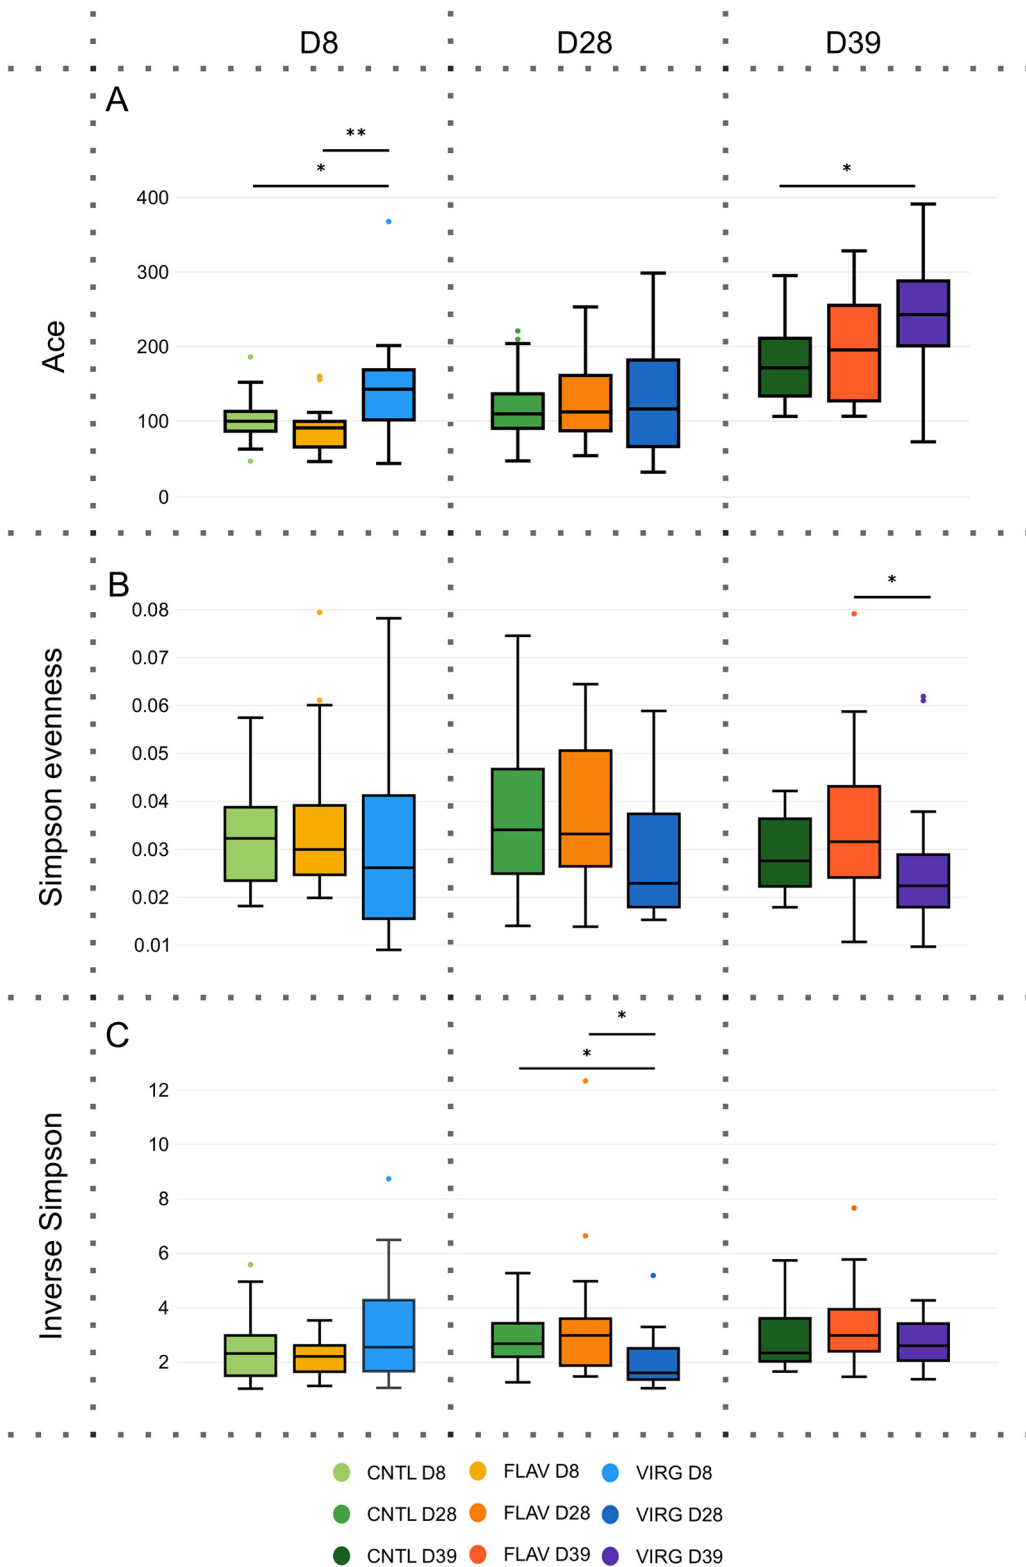 D8 D28 D39
A
**
*
*
400
300
200
100
0
Ace
B
*
0.08
0.07
0.06
0.05
0.04
0.03
0.02
0.01
Simpson evenness
C
*
*
12
10
8
6
4
2
Inverse Simpson
CNTL D8 FLAV D8 VIRG D8
CNTL D28 FLAV D28 VIRG D28
CNTL D39 FLAV D39 VIRG D39